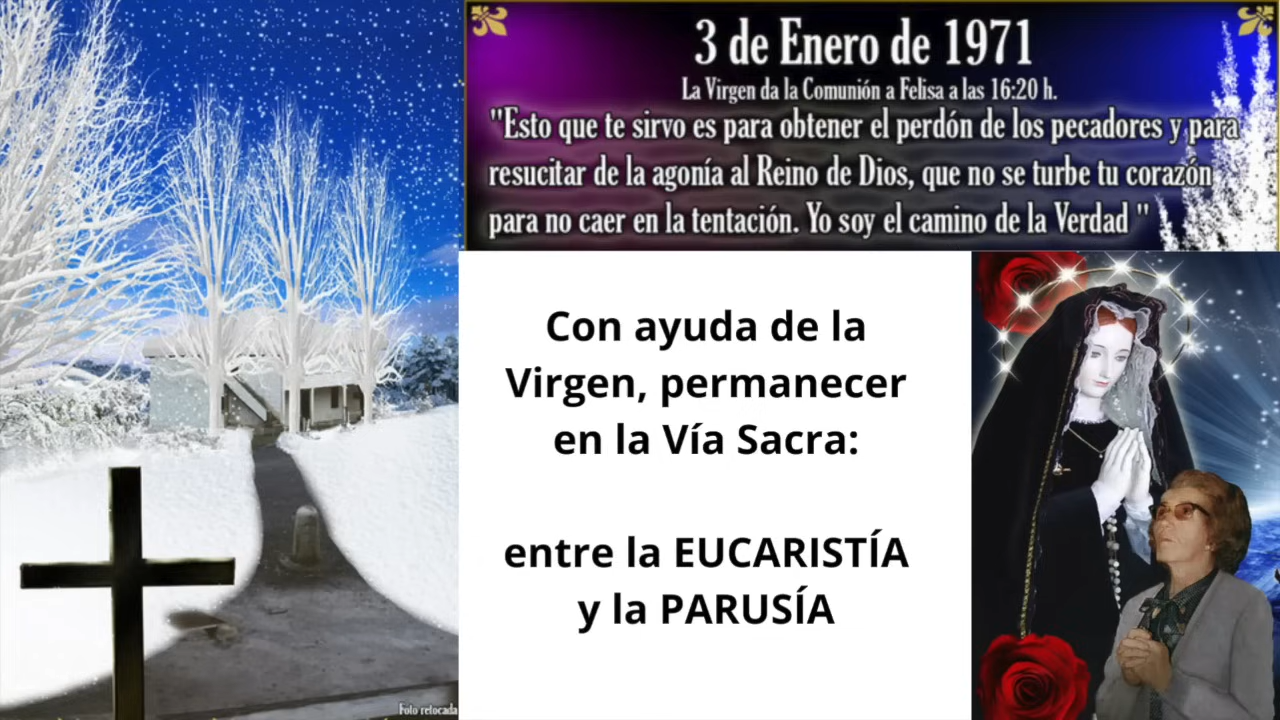 3 de Enero de 1971
La Virgen da la Comunión a Felisa a las 16:20 h.
"Esto que te sirvo es para obtener el perdón de los pecadores y para
resucitar de la agonía al Reino de Dios, que no se turbe tu corazón
para no caer en la tentación. Yo soy el camino de la Verdad "
Con ayuda de la
Virgen, permanecer
en la Vía Sacra:
entre la EUCARISTÍA
y la PARUSÍA
Foto retocada